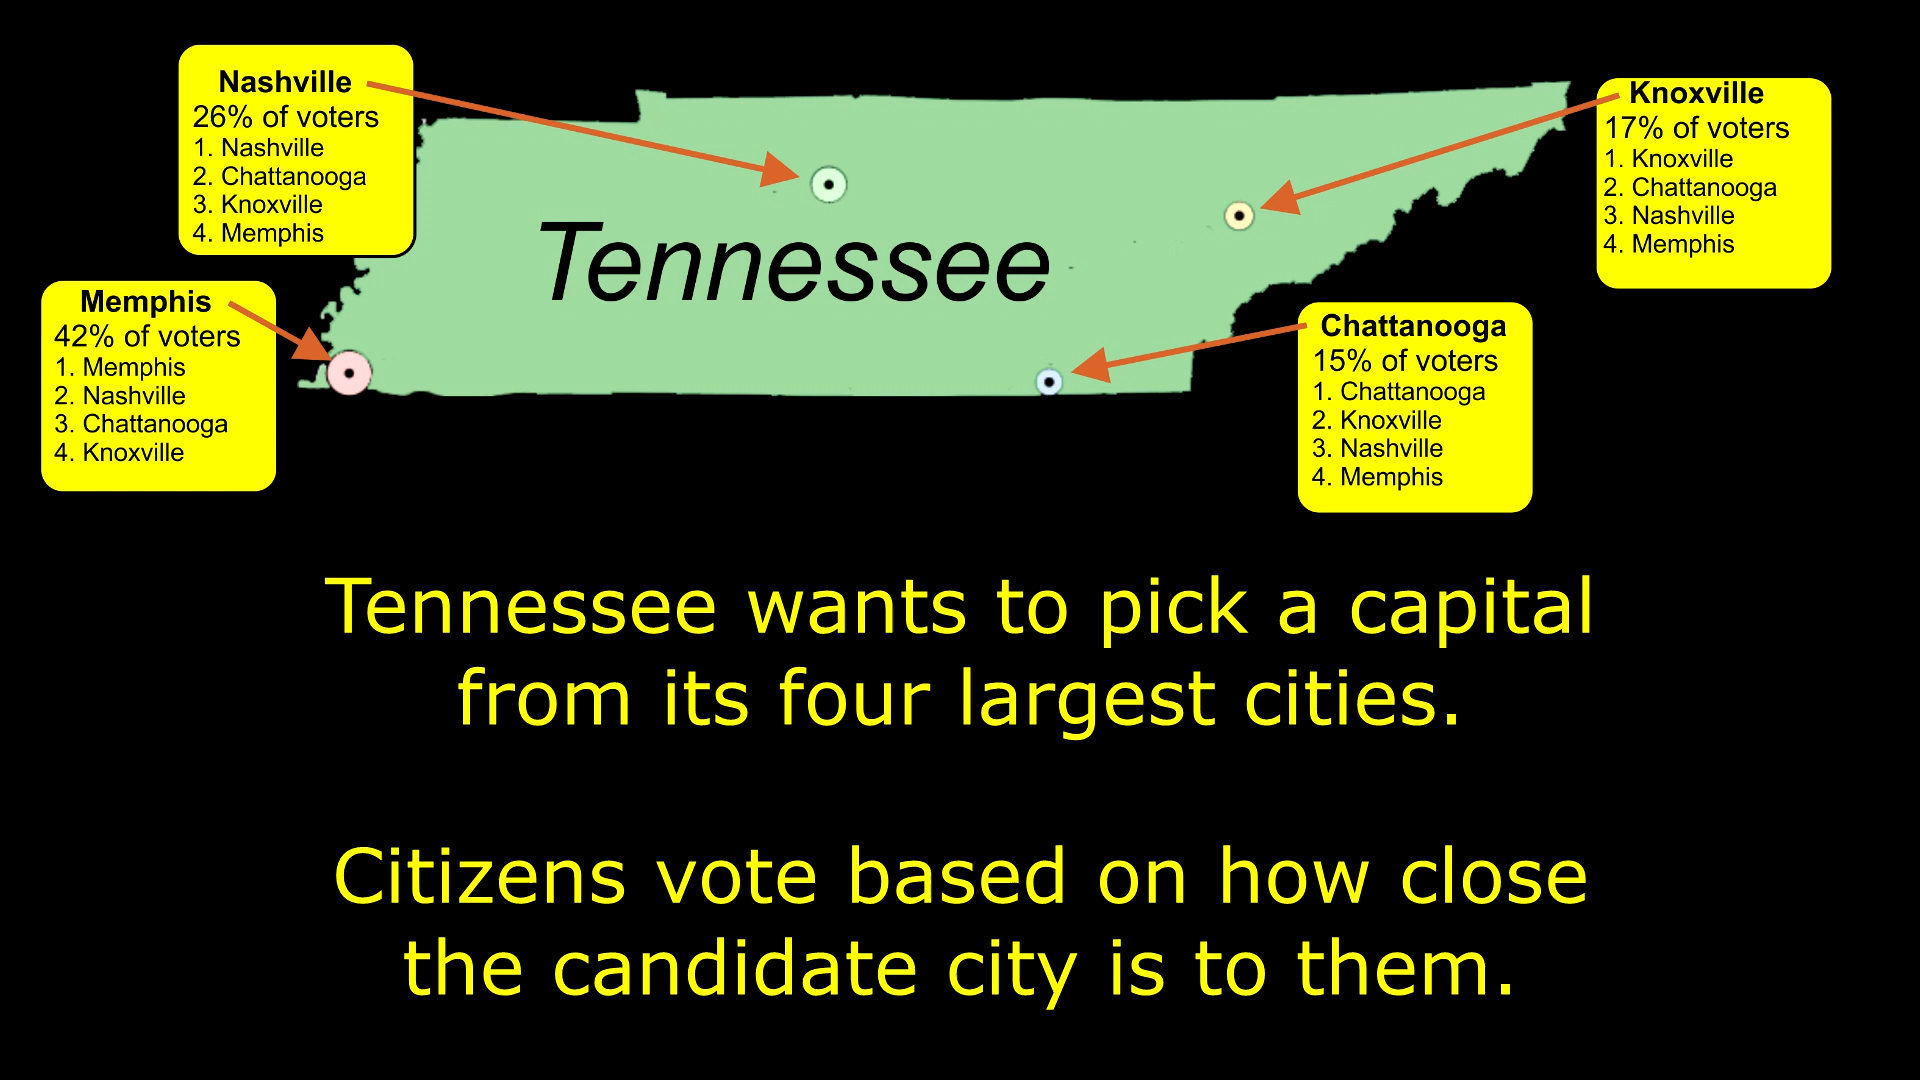 Nashville
26% of voters
1. Nashville
2. Chattanooga
3. Knoxville
4. Memphis
Knoxville
17% of voters
1. Knoxville
2. Chattanooga
3. Nashville
4. Memphis
Tennessee
Memphis
42% of voters
1. Memphis
2. Nashville
3. Chattanooga
4. Knoxville
Chattanooga
15% of voters
1. Chattanooga
2. Knoxville
3. Nashville
4. Memphis
Tennessee wants to pick a capital
from its four largest cities.
Citizens vote based on how close
the candidate city is to them.